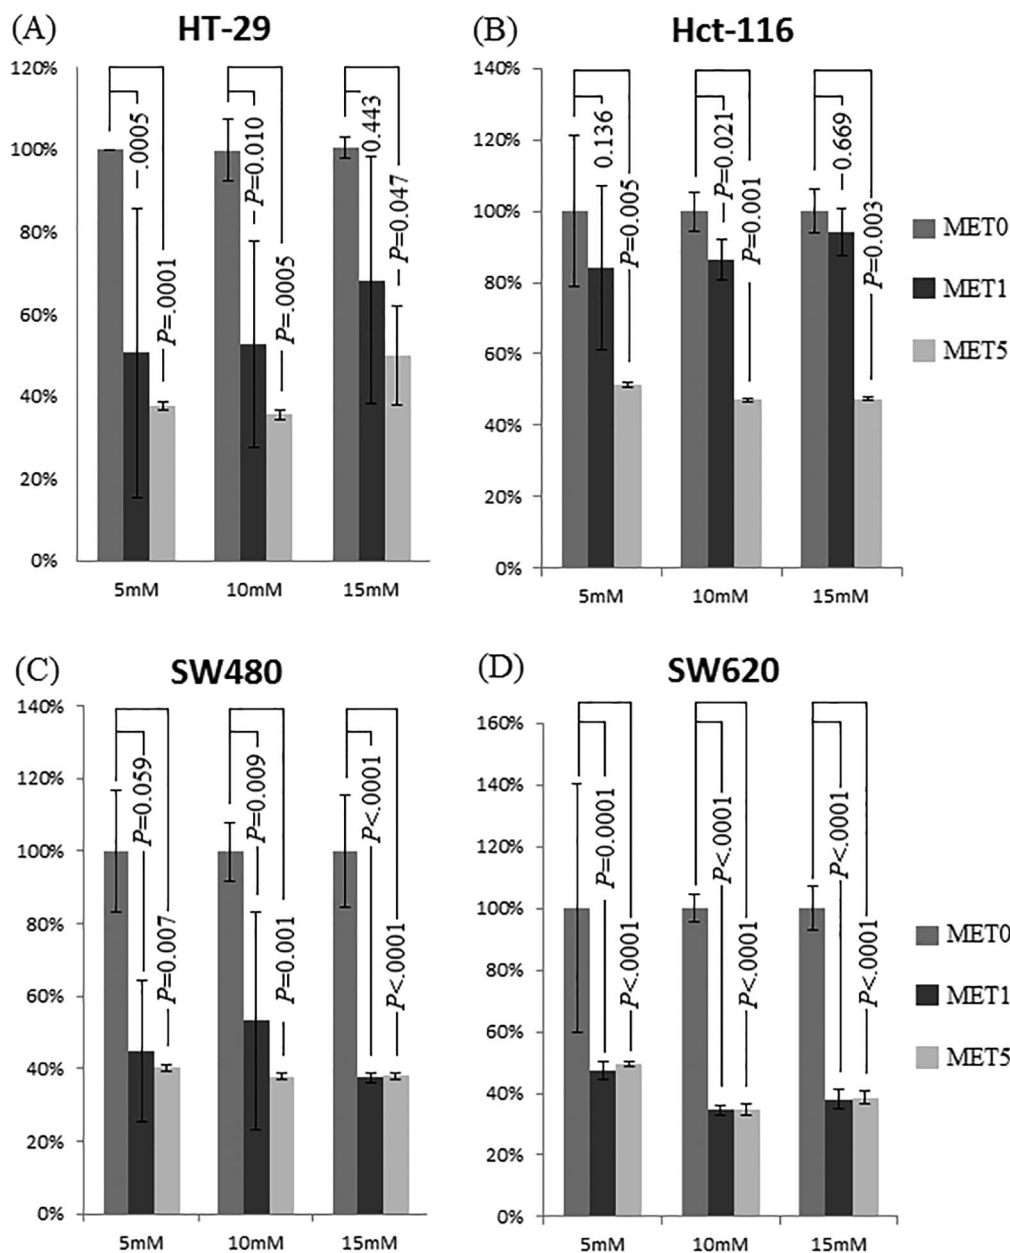 (A) HT-29
120%
100%
80%
60%
40%
20%
0%
.0005
P=.0001
P=0.010
P=.0005
0.443
P=0.047
5mM 10mM 15mM
(B) Hct-116
140%
120%
100%
80%
60%
40%
20%
0%
0.136
P=0.005
P=0.021
P=0.001
0.669
P=0.003
5mM 10mM 15mM
MET0
MET1
MET5
(C) SW480
140%
120%
100%
80%
60%
40%
20%
0%
P=0.059
P=0.007
P=0.009
P=0.001
P<.0001
P<.0001
5mM 10mM 15mM
(D) SW620
160%
140%
120%
100%
80%
60%
40%
20%
0%
P=0.0001
P<.0001
P<.0001
P<.0001
P<.0001
P<.0001
5mM 10mM 15mM
MET0
MET1
MET5